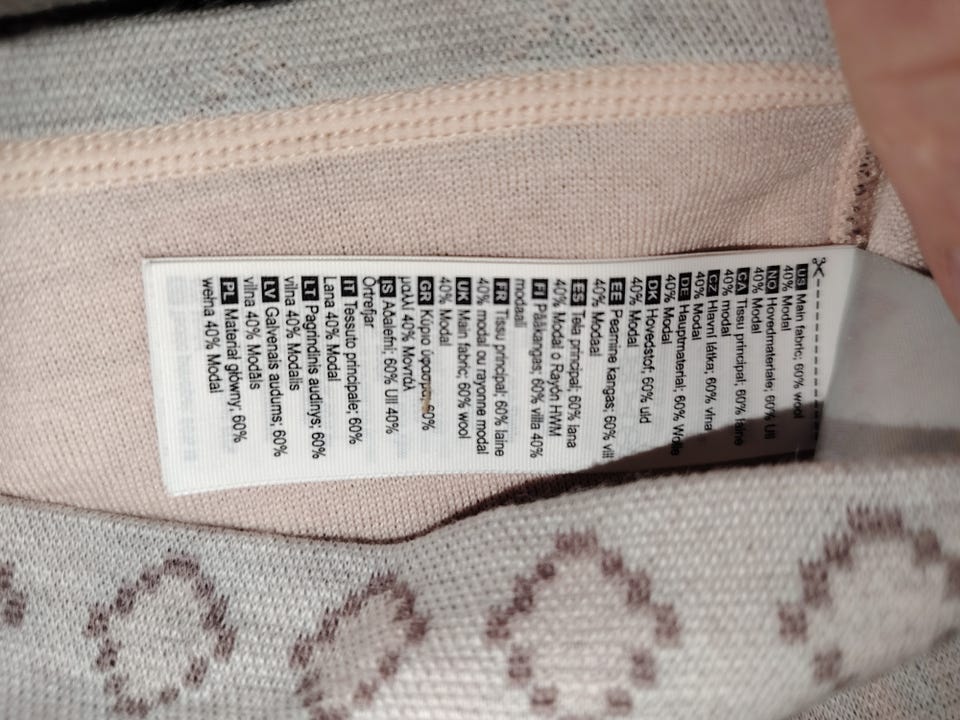 US Main fabric; 60% wool
40% Modal
NO Hovedmateriale; 60% Ull
40% Modal
CA Tissu principal; 60% laine
40% modal
CZ Hlavní látka; 60% vlna
40% Modal
DE Hauptmaterial; 60% Wolle
40% Modal
DK Hovedstof; 60% uld
40% Modal
EE Peamine kangas; 60% vill
40% Modaal
ES Tela principal; 60% lana
40% Modal o Rayón HWM
FI Pääkangas; 60% villa 40%
modaali
FR Tissu principal; 60% laine
40% modal ou rayonne modal
UK Main fabric; 60% wool
40% Modal
GR Κύριο ύφασμα; 60%
μαλλί 40% Μοντάλ
IS Aðalefni; 60% Ull 40%
Örtrefjar
IT Tessuto principale; 60%
Lana 40% Modal
LT Pagrindinis audinys; 60%
vilna 40% Modalis
LV Galvenais audums; 60%
vilna 40% Modāls
PL Materiał główny; 60%
wełna 40% Modal